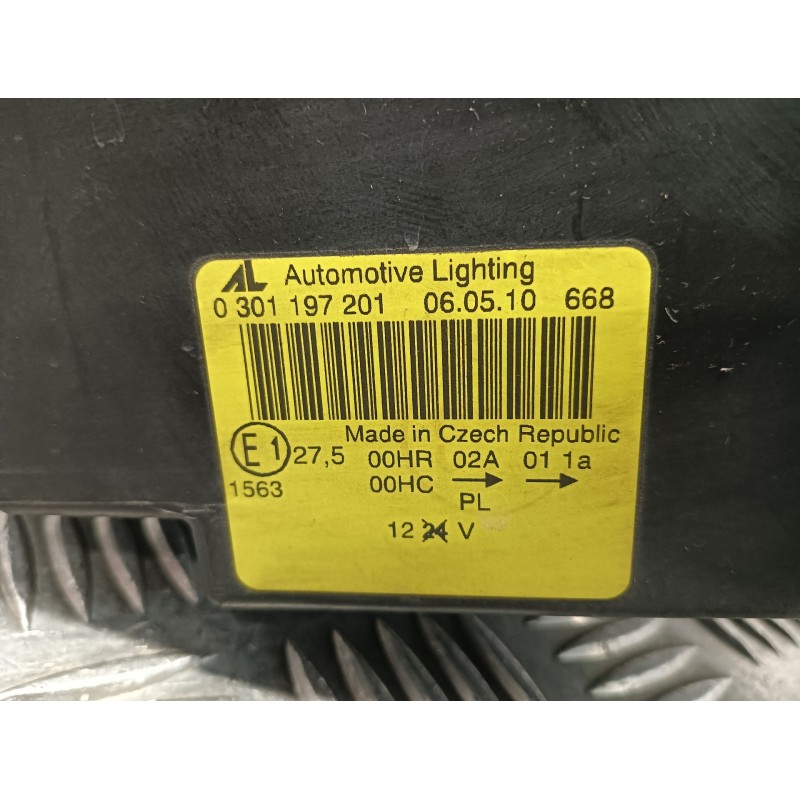 AL Automotive Lighting
0 301 197 201 06.05.10 668
Made in Czech Republic
E1 27,5 00HR 02A 01 1a
1563 00HC → →
PL
12 24 V